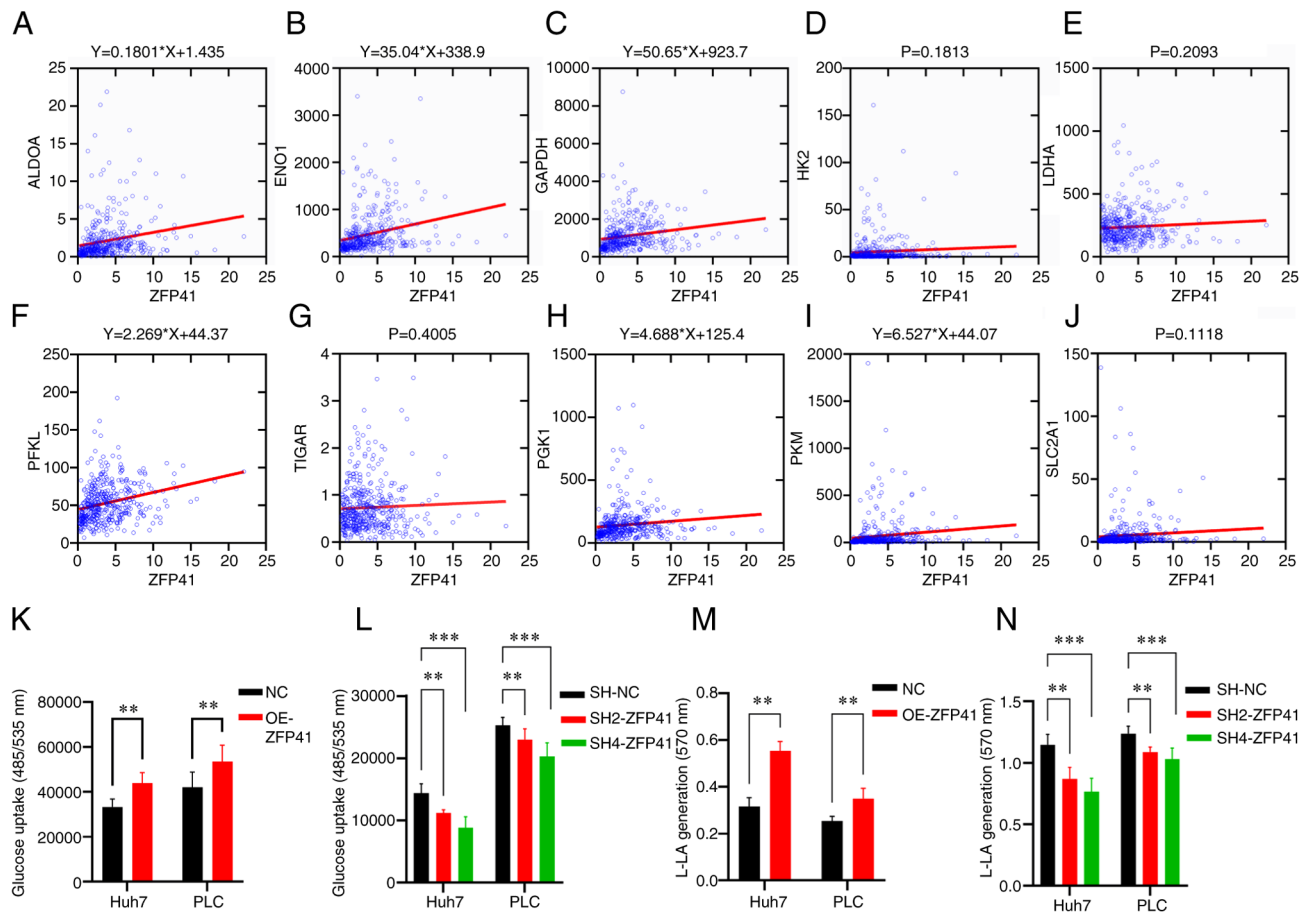 A
Y=0.1801*X+1.435
ALDOA
25
20
15
10
5
0
0 5 10 15 20 25
ZFP41
B
Y=35.04*X+338.9
ENO1
4000
3000
2000
1000
0
0 5 10 15 20 25
ZFP41
C
Y=50.65*X+923.7
GAPDH
10000
8000
6000
4000
2000
0
0 5 10 15 20 25
ZFP41
D
P=0.1813
HK2
200
150
100
50
0
0 5 10 15 20 25
ZFP41
E
P=0.2093
LDHA
1500
1000
500
0
0 5 10 15 20 25
ZFP41
F
Y=2.269*X+44.37
PFKL
250
200
150
100
50
0
0 5 10 15 20 25
ZFP41
G
P=0.4005
TIGAR
4
3
2
1
0
0 5 10 15 20 25
ZFP41
H
Y=4.688*X+125.4
PGK1
1500
1000
500
0
0 5 10 15 20 25
ZFP41
I
Y=6.527*X+44.07
PKM
2000
1500
1000
500
0
0 5 10 15 20 25
ZFP41
J
P=0.1118
SLC2A1
150
100
50
0
0 5 10 15 20 25
ZFP41
K
Glucose uptake (485/535 nm)
80000
60000
40000
20000
0
** **
Huh7 PLC
NC
OE-
ZFP41
L
Glucose uptake (485/535 nm)
30000
20000
10000
0
*** ***
** **
Huh7 PLC
SH-NC
SH2-ZFP41
SH4-ZFP41
M
L-LA generation (570 nm)
0.8
0.6
0.4
0.2
0.0
** **
Huh7 PLC
NC
OE-ZFP41
N
L-LA generation (570 nm)
1.5
1.0
0.5
0.0
*** ***
** **
Huh7 PLC
SH-NC
SH2-ZFP41
SH4-ZFP41